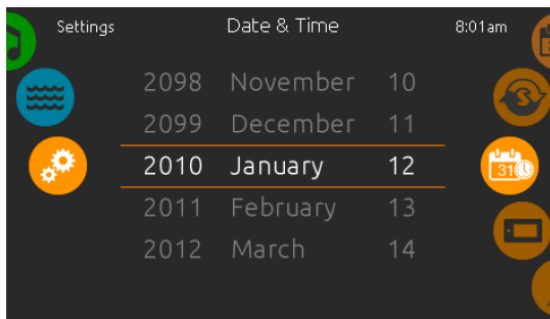 Settings Date & Time 8:01am
2098 November 10
2099 December 11
2010 January 12
31
2011 February 13
2012 March 14